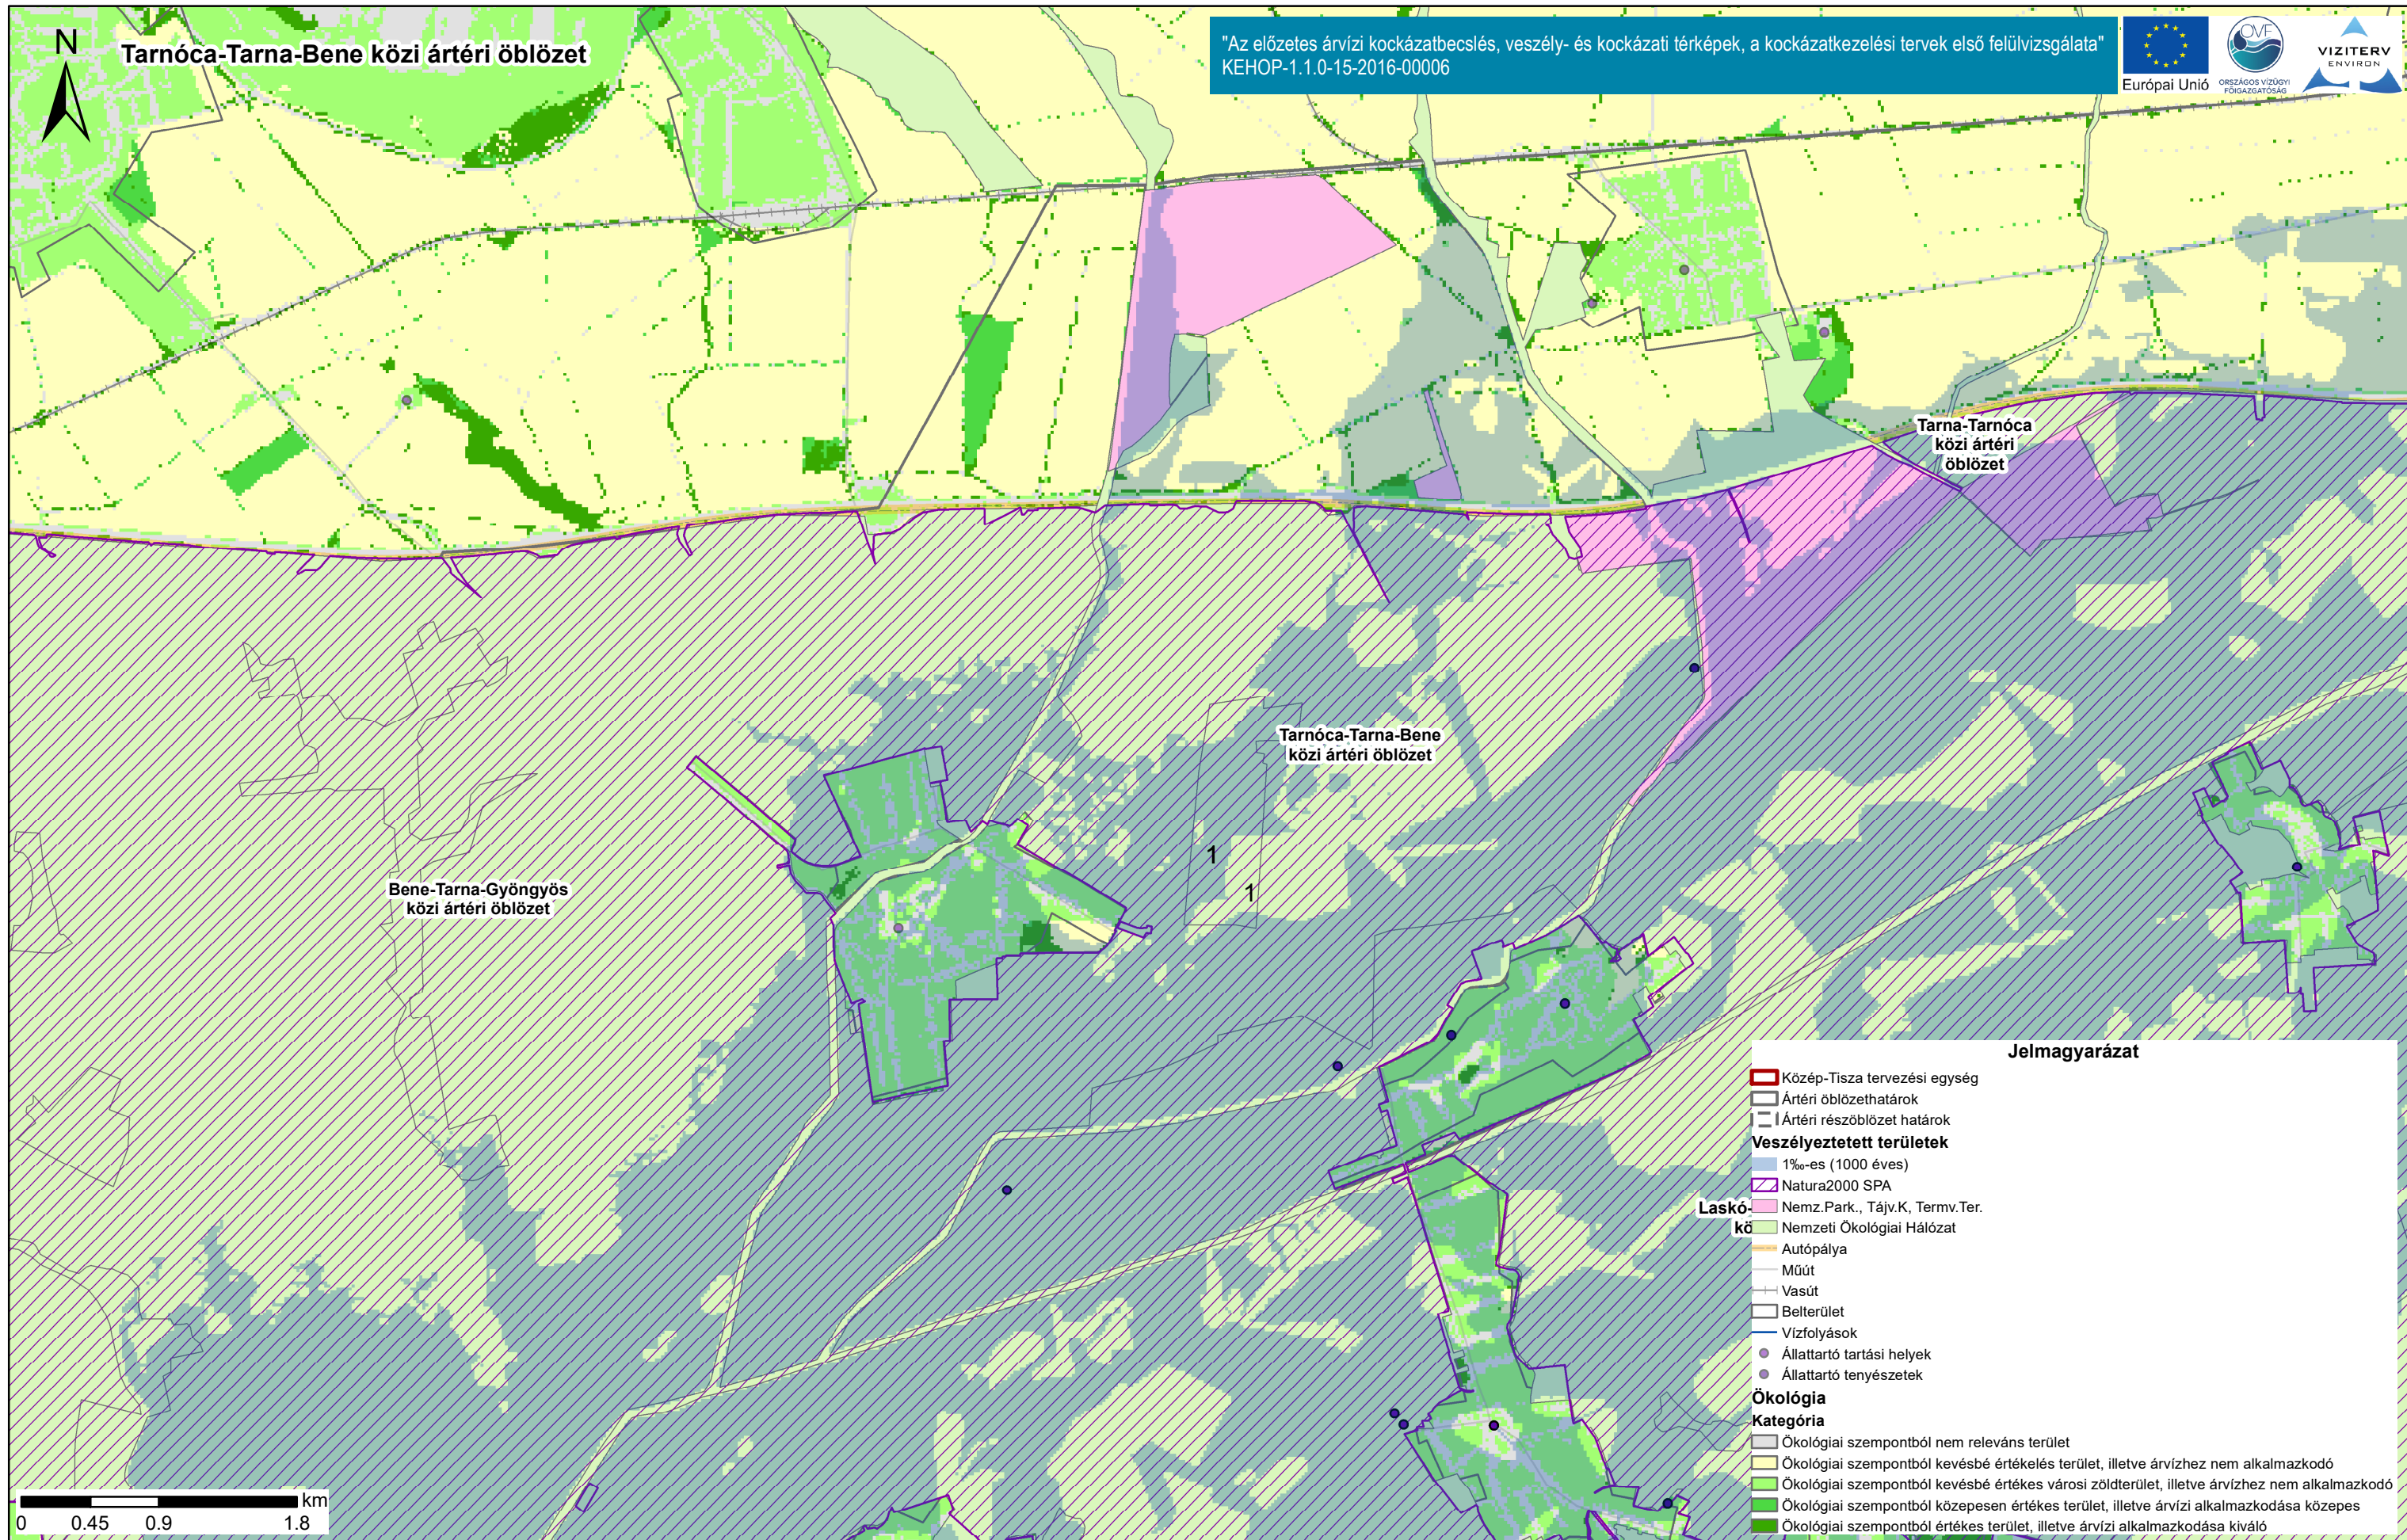 N
Tarnóca-Tarna-Bene közi ártéri öblözet
"Az előzetes árvízi kockázatbecslés, veszély- és kockázati térképek, a kockázatkezelési tervek első felülvizsgálata"
KEHOP-1.1.0-15-2016-00006
Európai Unió
OVF
ORSZÁGOS VÍZÜGYI
FŐIGAZGATÓSÁG
VIZITERV
ENVIRON
Tarna-Tarnóca
közi ártéri
öblözet
Tarnóca-Tarna-Bene
közi ártéri öblözet
1
1
Bene-Tarna-Gyöngyös
közi ártéri öblözet
Laskó-
kö
Jelmagyarázat
Közép-Tisza tervezési egység
Ártéri öblözethatárok
Ártéri részöblözet határok
Veszélyeztetett területek
1‰-es (1000 éves)
Natura2000 SPA
Nemz.Park., Tájv.K, Termv.Ter.
Nemzeti Ökológiai Hálózat
Autópálya
Műút
Vasút
Belterület
Vízfolyások
Állattartó tartási helyek
Állattartó tenyészetek
Ökológia
Kategória
Ökológiai szempontból nem releváns terület
Ökológiai szempontból kevésbé értékelés terület, illetve árvízhez nem alkalmazkodó
Ökológiai szempontból kevésbé értékes városi zöldterület, illetve árvízhez nem alkalmazkodó
Ökológiai szempontból közepesen értékes terület, illetve árvízi alkalmazkodása közepes
Ökológiai szempontból értékes terület, illetve árvízi alkalmazkodása kiváló
km
0 0.45 0.9 1.8